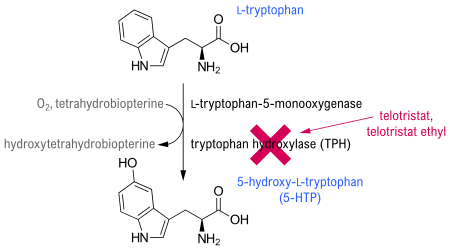 L-tryptophan
O
OH
NH2
HN
O2, tetrahydrobiopterine
L-tryptophan-5-monooxygenase
telotristat,
telotristat ethyl
hydroxytetrahydrobiopterine
tryptophan hydroxylase (TPH)
HO
5-hydroxy-L-tryptophan
(5-HTP)
O
OH
NH2
HN